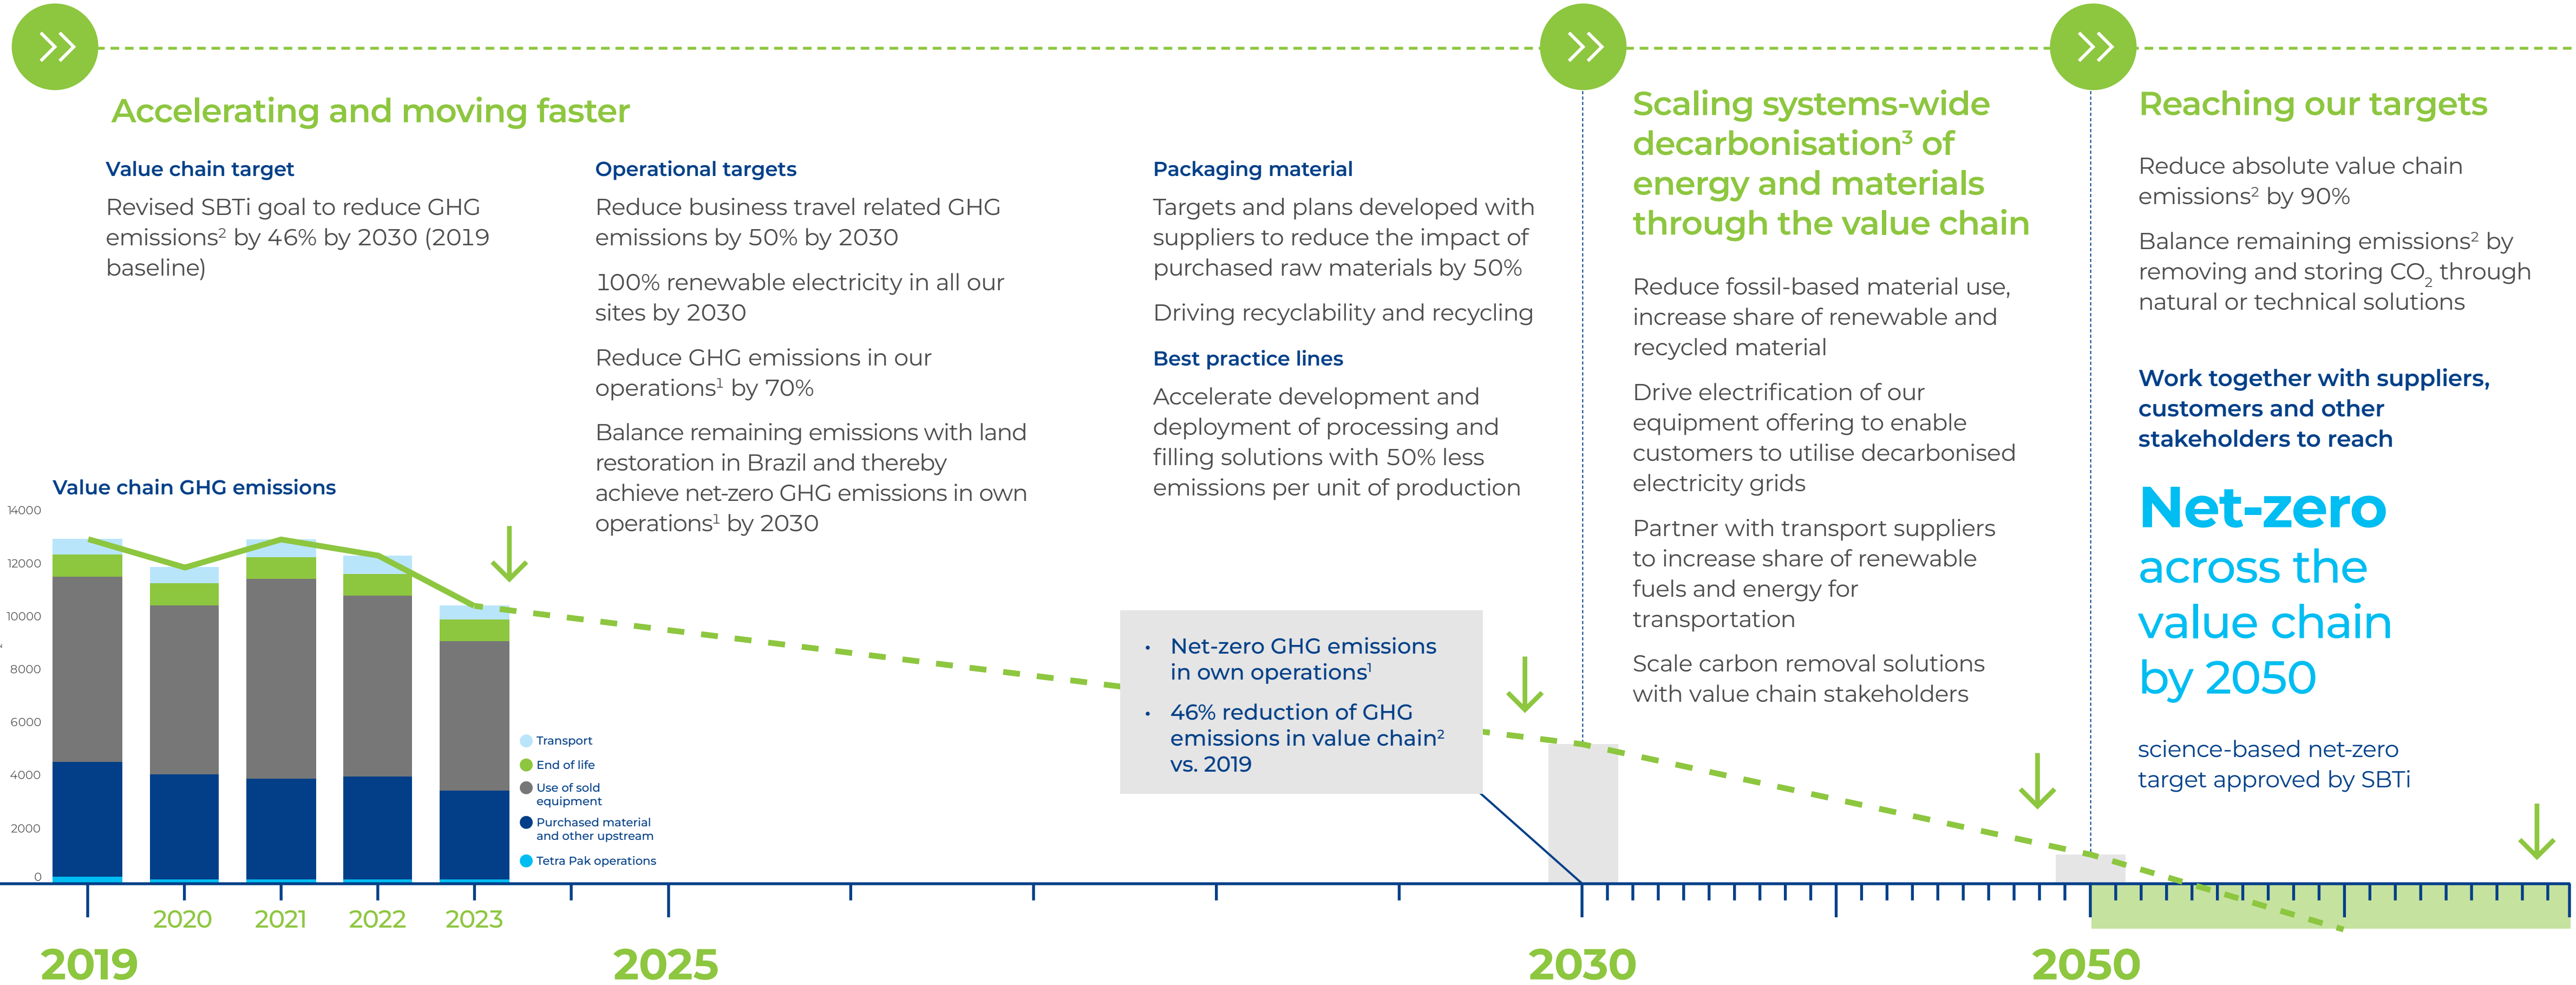 Accelerating and moving faster
Value chain target
Revised SBTi goal to reduce GHG
emissions² by 46% by 2030 (2019
baseline)
Operational targets
Reduce business travel related GHG
emissions by 50% by 2030
100% renewable electricity in all our
sites by 2030
Reduce GHG emissions in our
operations¹ by 70%
Balance remaining emissions with land
restoration in Brazil and thereby
achieve net-zero GHG emissions in own
operations¹ by 2030
Packaging material
Targets and plans developed with
suppliers to reduce the impact of
purchased raw materials by 50%
Driving recyclability and recycling
Best practice lines
Accelerate development and
deployment of processing and
filling solutions with 50% less
emissions per unit of production
Scaling systems-wide
decarbonisation³ of
energy and materials
through the value chain
Reduce fossil-based material use,
increase share of renewable and
recycled material
Drive electrification of our
equipment offering to enable
customers to utilise decarbonised
electricity grids
Partner with transport suppliers
to increase share of renewable
fuels and energy for
transportation
Scale carbon removal solutions
with value chain stakeholders
Reaching our targets
Reduce absolute value chain
emissions² by 90%
Balance remaining emissions² by
removing and storing CO₂ through
natural or technical solutions
Work together with suppliers,
customers and other
stakeholders to reach
Net-zero
across the
value chain
by 2050
science-based net-zero
target approved by SBTi
Value chain GHG emissions
14000
12000
10000
8000
6000
4000
2000
0
Transport
End of life
Use of sold
equipment
Purchased material
and other upstream
Tetra Pak operations
• Net-zero GHG emissions
in own operations¹
• 46% reduction of GHG
emissions in value chain²
vs. 2019
2020 2021 2022 2023
2019 2025 2030 2050